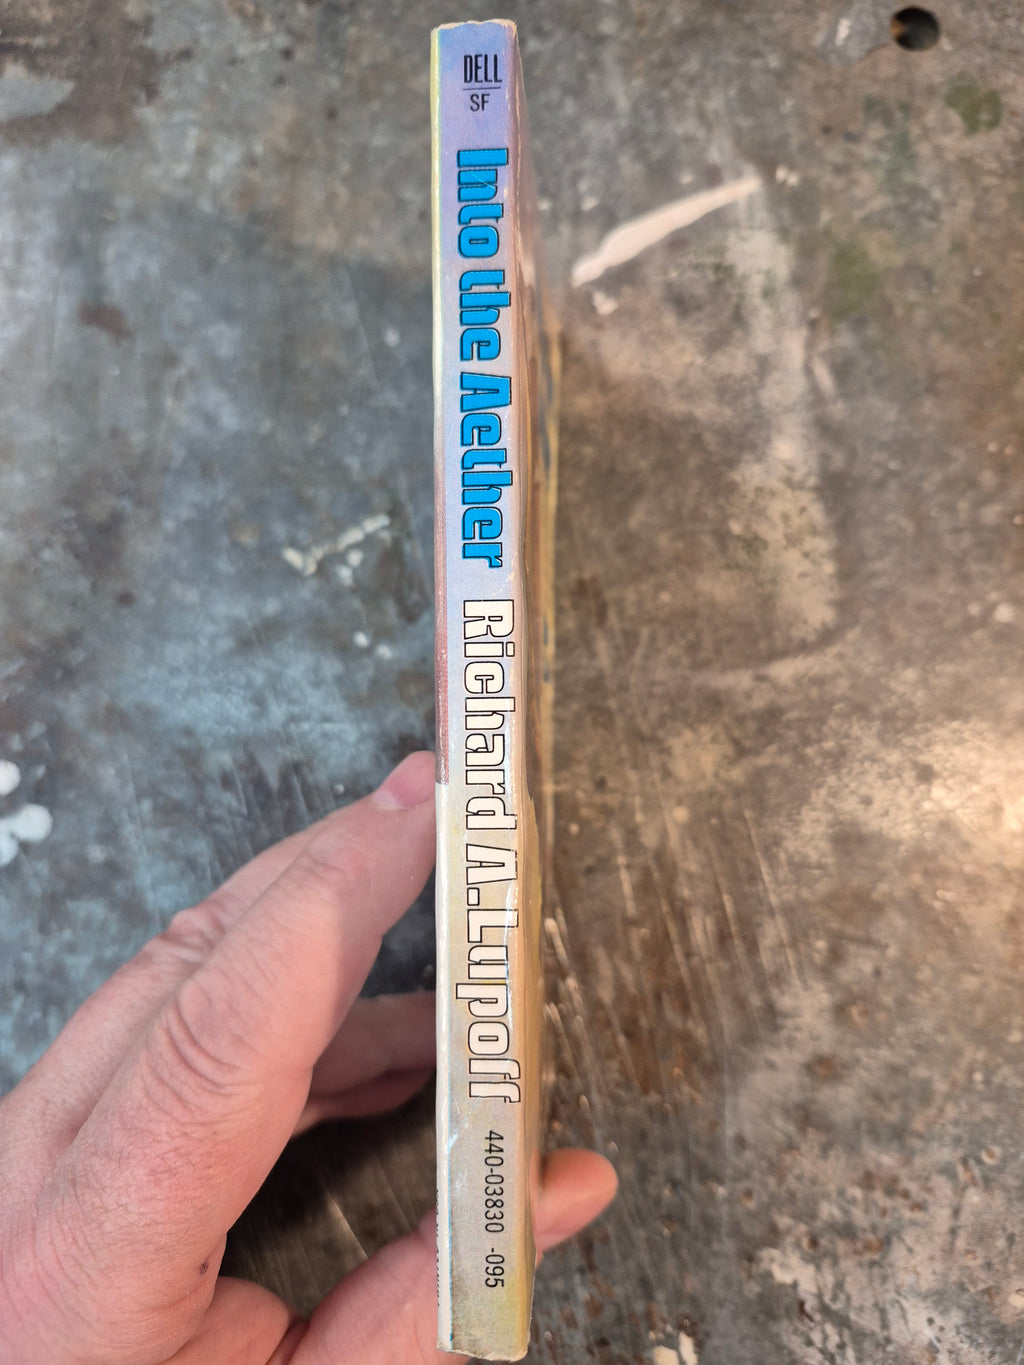 DELL
SF
Into the Aether
Richard A. Lupoff
440-03830 -095